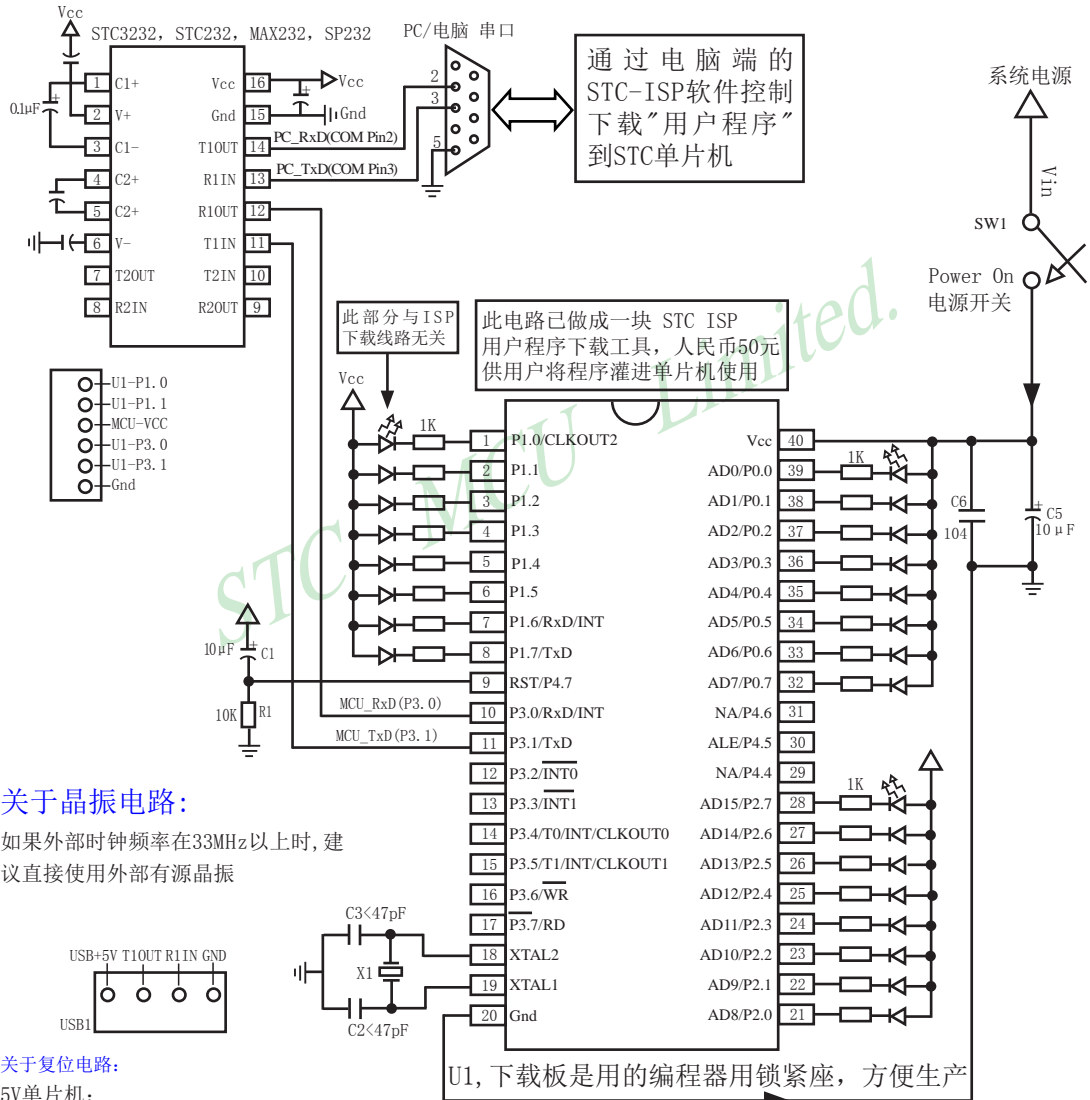 Vcc
STC3232, STC232, MAX232, SP232
PC/电脑 串口
1 C1+
2 V+
3 C1-
4 C2+
5 C2+
6 V-
7 T2OUT
8 R2IN
Vcc 16
Gnd 15
T1OUT 14
R1IN 13
R1OUT 12
T1IN 11
T2IN 10
R2OUT 9
0.1μF
+
+
Vcc
Gnd
PC_RxD(COM Pin2)
PC_TxD(COM Pin3)
2
3
5
通过电脑端的
STC-ISP软件控制
下载"用户程序"
到STC单片机
系统电源
Vin
SW1
Power On
电源开关
U1-P1.0
U1-P1.1
MCU-VCC
U1-P3.0
U1-P3.1
Gnd
此部分与ISP
下载线路无关
此电路已做成一块 STC ISP
用户程序下载工具, 人民币50元
供用户将程序灌进单片机使用
STC MCU Limited.
Vcc
1K
1 P1.0/CLKOUT2
2 P1.1
3 P1.2
4 P1.3
5 P1.4
6 P1.5
7 P1.6/RxD/INT
8 P1.7/TxD
9 RST/P4.7
10 P3.0/RxD/INT
11 P3.1/TxD
12 P3.2/INT0
13 P3.3/INT1
14 P3.4/T0/INT/CLKOUT0
15 P3.5/T1/INT/CLKOUT1
16 P3.6/WR
17 P3.7/RD
18 XTAL2
19 XTAL1
20 Gnd
Vcc 40
AD0/P0.0 39
AD1/P0.1 38
AD2/P0.2 37
AD3/P0.3 36
AD4/P0.4 35
AD5/P0.5 34
AD6/P0.6 33
AD7/P0.7 32
NA/P4.6 31
ALE/P4.5 30
NA/P4.4 29
AD15/P2.7 28
AD14/P2.6 27
AD13/P2.5 26
AD12/P2.4 25
AD11/P2.3 24
AD10/P2.2 23
AD9/P2.1 22
AD8/P2.0 21
1K
1K
C6
104
+
C5
10μF
10μF
+
C1
10K
R1
MCU_RxD(P3.0)
MCU_TxD(P3.1)
关于晶振电路:
如果外部时钟频率在33MHz以上时,建
议直接使用外部有源晶振
C3<47pF
X1
C2<47pF
USB+5V T1OUT R1IN GND
USB1
关于复位电路:
5V单片机:
U1,下载板是用的编程器用锁紧座, 方便生产